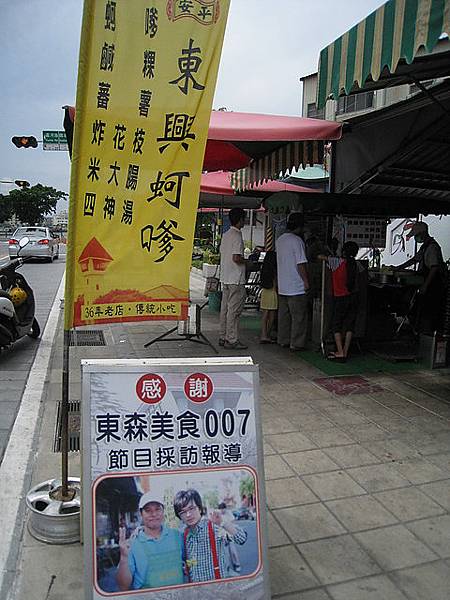 安平
東興蚵嗲
蚵嗲
鹹粿
蕃薯
炸花枝
米大腸
四神湯
36年老店,傳統小吃
感謝
東森美食007
節目採訪報導